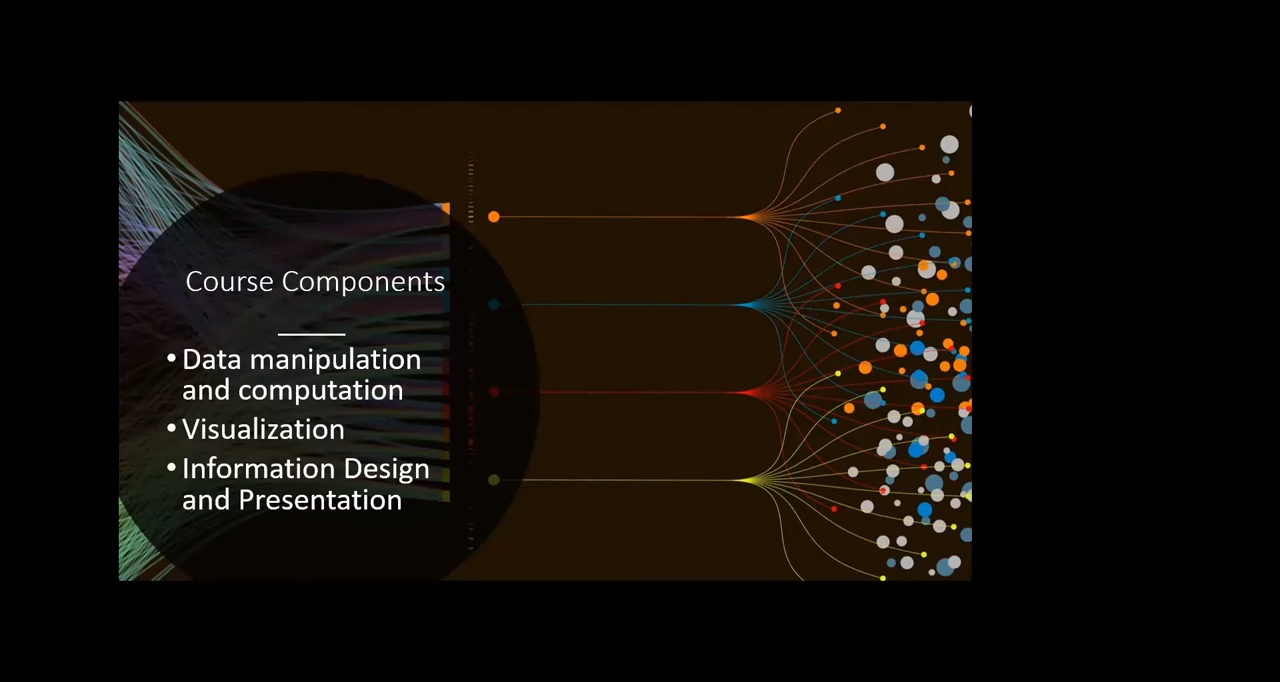 Course Components
• Data manipulation
and computation
• Visualization
• Information Design
and Presentation